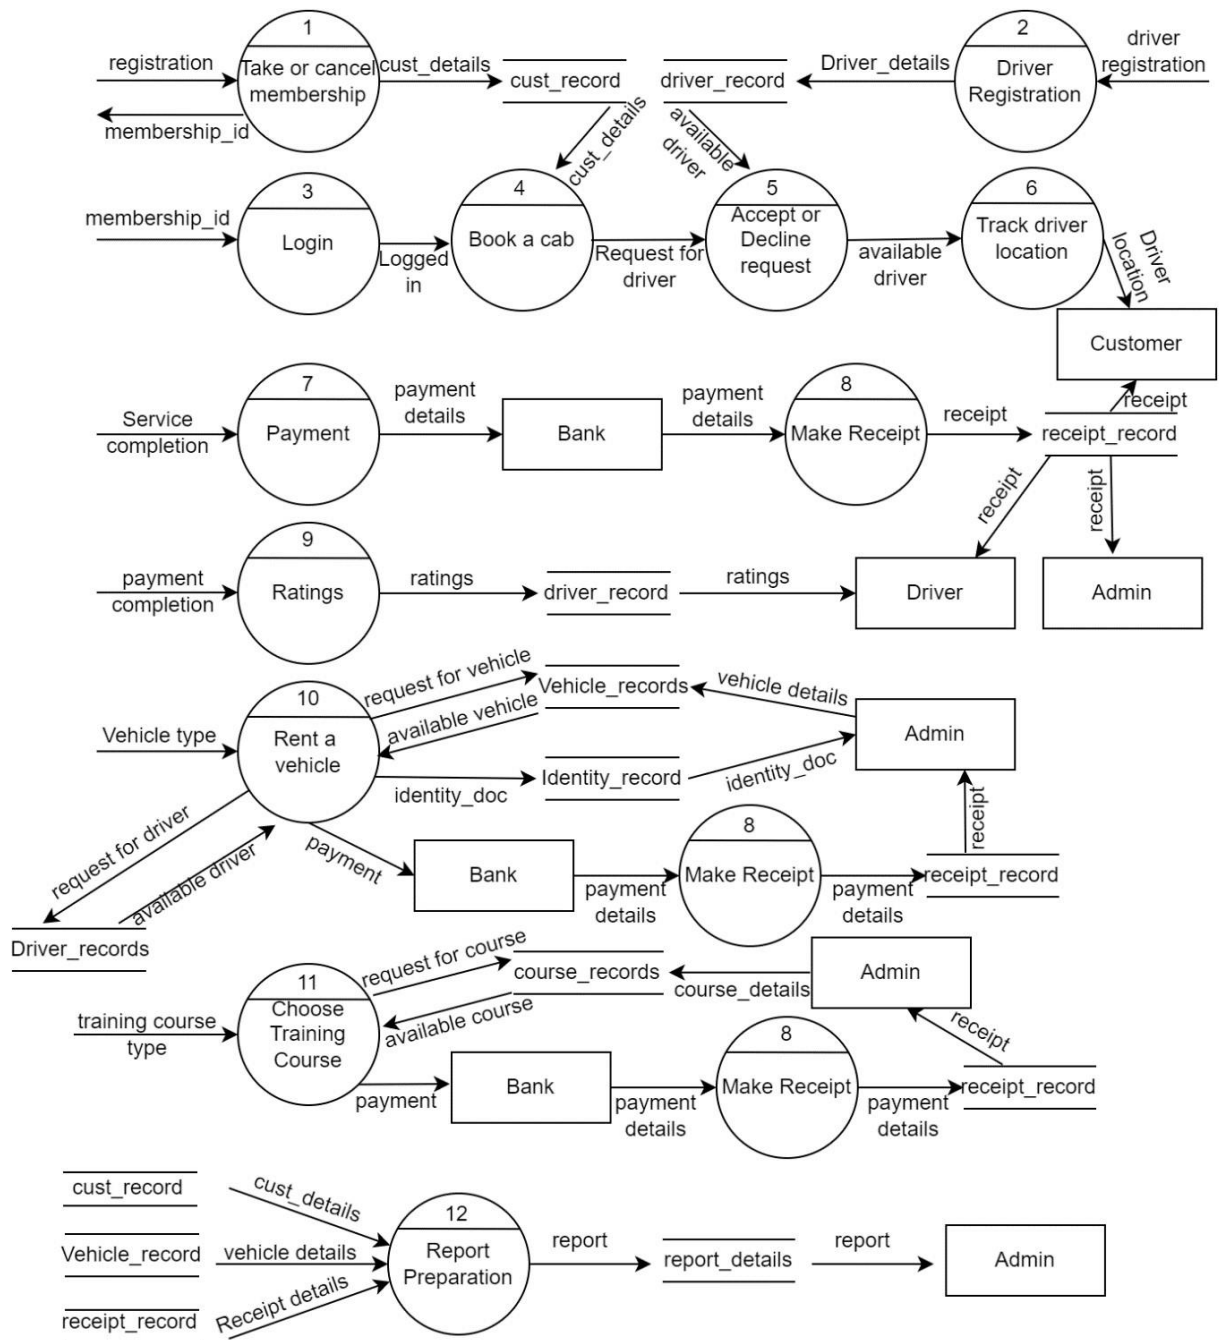 1
registration
Take or cancel
membership
cust_details
membership_id
cust_record
driver_record
Driver_details
2
Driver
Registration
driver
registration
cust_details
available
driver
membership_id
3
Login
Logged
in
4
Book a cab
Request for
driver
5
Accept or
Decline
request
available
driver
6
Track driver
location
Driver
location
Customer
Service
completion
7
Payment
payment
details
Bank
payment
details
8
Make Receipt
receipt
receipt_record
receipt
receipt
receipt
payment
completion
9
Ratings
ratings
driver_record
ratings
Driver
Admin
Vehicle type
10
Rent a
vehicle
request for vehicle
available vehicle
Vehicle_records
vehicle details
Admin
identity_doc
Identity_record
identity_doc
request for driver
available driver
Driver_records
payment
Bank
payment
details
8
Make Receipt
payment
details
receipt_record
receipt
training course
type
11
Choose
Training
Course
request for course
available course
course_records
course_details
Admin
payment
Bank
payment
details
8
Make Receipt
payment
details
receipt_record
receipt
cust_record
cust_details
Vehicle_record
vehicle details
receipt_record
Receipt details
12
Report
Preparation
report
report_details
report
Admin